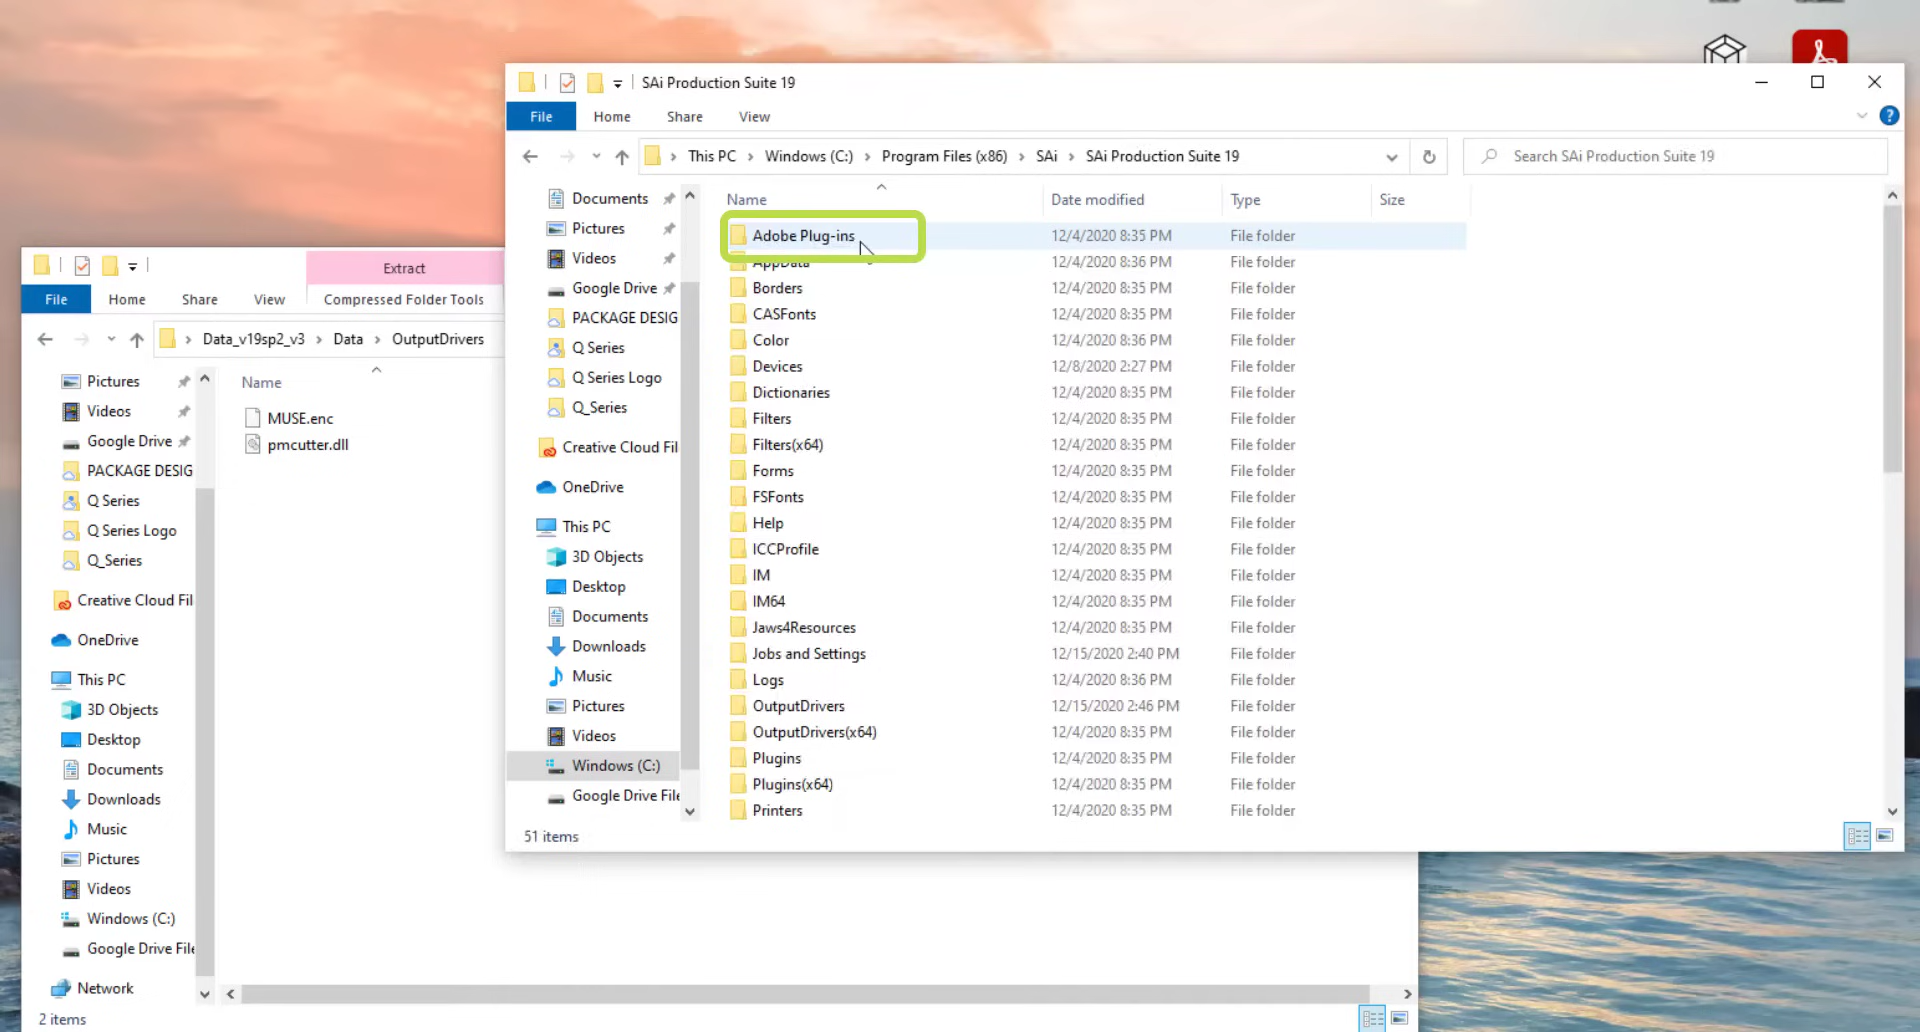 SAi Production Suite 19
File Home Share View
This PC Windows (C:) Program Files (x86) SAi SAi Production Suite 19
Search SAi Production Suite 19
Documents
Pictures
Videos
Google Drive
PACKAGE DESIG
Q Series
Q Series Logo
Q_Series
Creative Cloud Fil
OneDrive
This PC
3D Objects
Desktop
Documents
Downloads
Music
Pictures
Videos
Windows (C:)
Google Drive File
Name Date modified Type Size
Adobe Plug-ins 12/4/2020 8:35 PM File folder
AppData 12/4/2020 8:36 PM File folder
Borders 12/4/2020 8:35 PM File folder
CASFonts 12/4/2020 8:35 PM File folder
Color 12/4/2020 8:36 PM File folder
Devices 12/8/2020 2:27 PM File folder
Dictionaries 12/4/2020 8:35 PM File folder
Filters 12/4/2020 8:35 PM File folder
Filters(x64) 12/4/2020 8:35 PM File folder
Forms 12/4/2020 8:35 PM File folder
FSFonts 12/4/2020 8:35 PM File folder
Help 12/4/2020 8:35 PM File folder
ICCProfile 12/4/2020 8:35 PM File folder
IM 12/4/2020 8:35 PM File folder
IM64 12/4/2020 8:35 PM File folder
Jaws4Resources 12/4/2020 8:35 PM File folder
Jobs and Settings 12/15/2020 2:40 PM File folder
Logs 12/4/2020 8:36 PM File folder
OutputDrivers 12/15/2020 2:46 PM File folder
OutputDrivers(x64) 12/4/2020 8:35 PM File folder
Plugins 12/4/2020 8:35 PM File folder
Plugins(x64) 12/4/2020 8:35 PM File folder
Printers 12/4/2020 8:35 PM File folder
51 items
Extract
File Home Share View Compressed Folder Tools
Data_v19sp2_v3 Data OutputDrivers
Pictures
Videos
Google Drive
PACKAGE DESIG
Q Series
Q Series Logo
Q_Series
Creative Cloud Fil
OneDrive
This PC
3D Objects
Desktop
Documents
Downloads
Music
Pictures
Videos
Windows (C:)
Google Drive File
Network
Name
MUSE.enc
pmcutter.dll
2 items